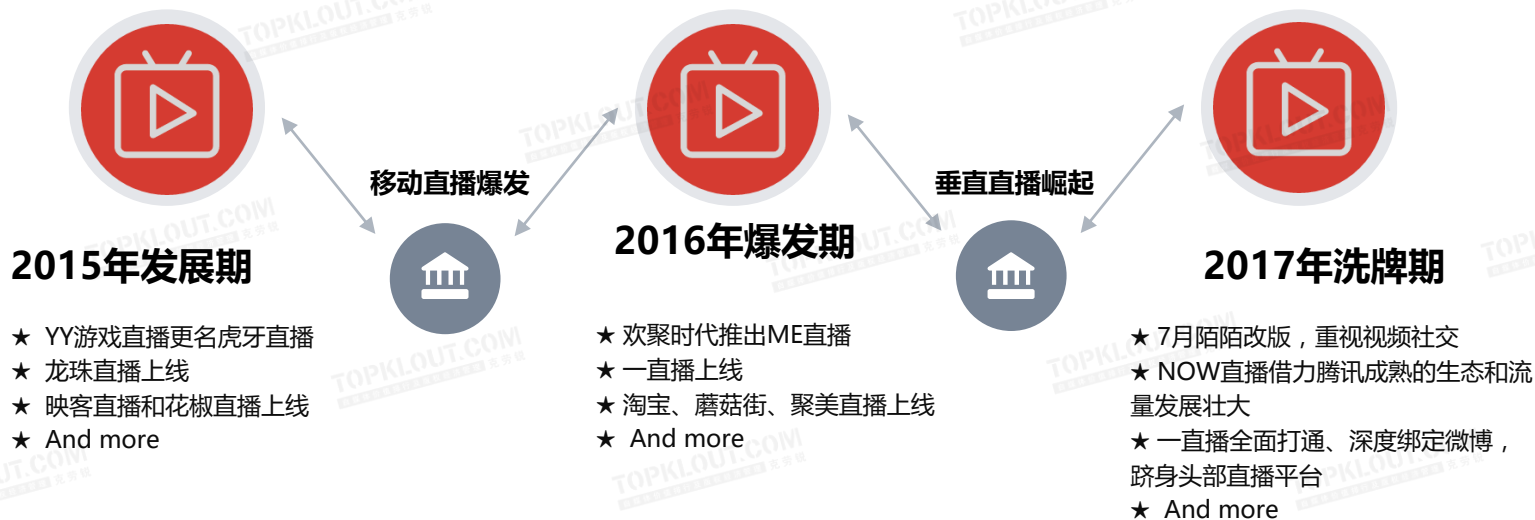 移动直播爆发
垂直直播崛起
2015年发展期
★ YY游戏直播更名虎牙直播
★ 龙珠直播上线
★ 映客直播和花椒直播上线
★ And more
2016年爆发期
★ 欢聚时代推出ME直播
★ 一直播上线
★ 淘宝、蘑菇街、聚美直播上线
★ And more
2017年洗牌期
★ 7月陌陌改版，重视视频社交
★ NOW直播借力腾讯成熟的生态和流
量发展壮大
★ 一直播全面打通、深度绑定微博，
跻身头部直播平台
★ And more
TOPKLOUT.COM